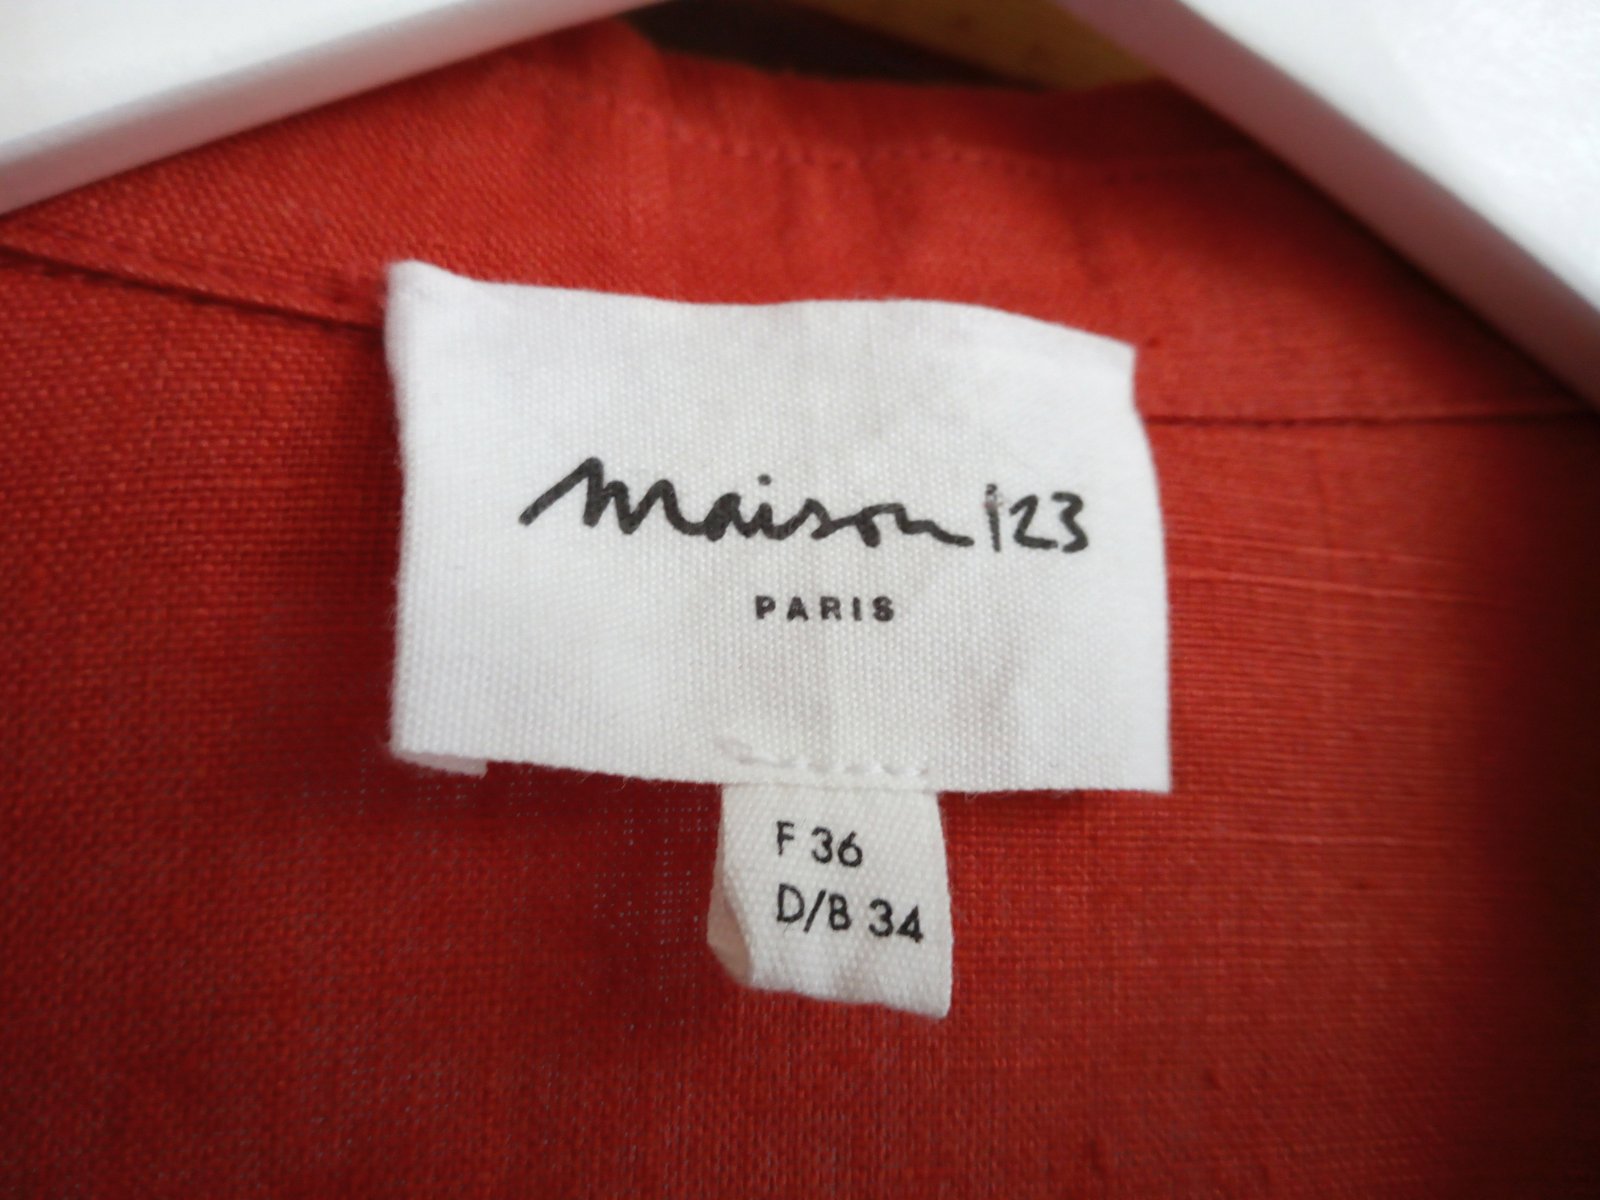 maison 123
PARIS
F 36
D/B 34